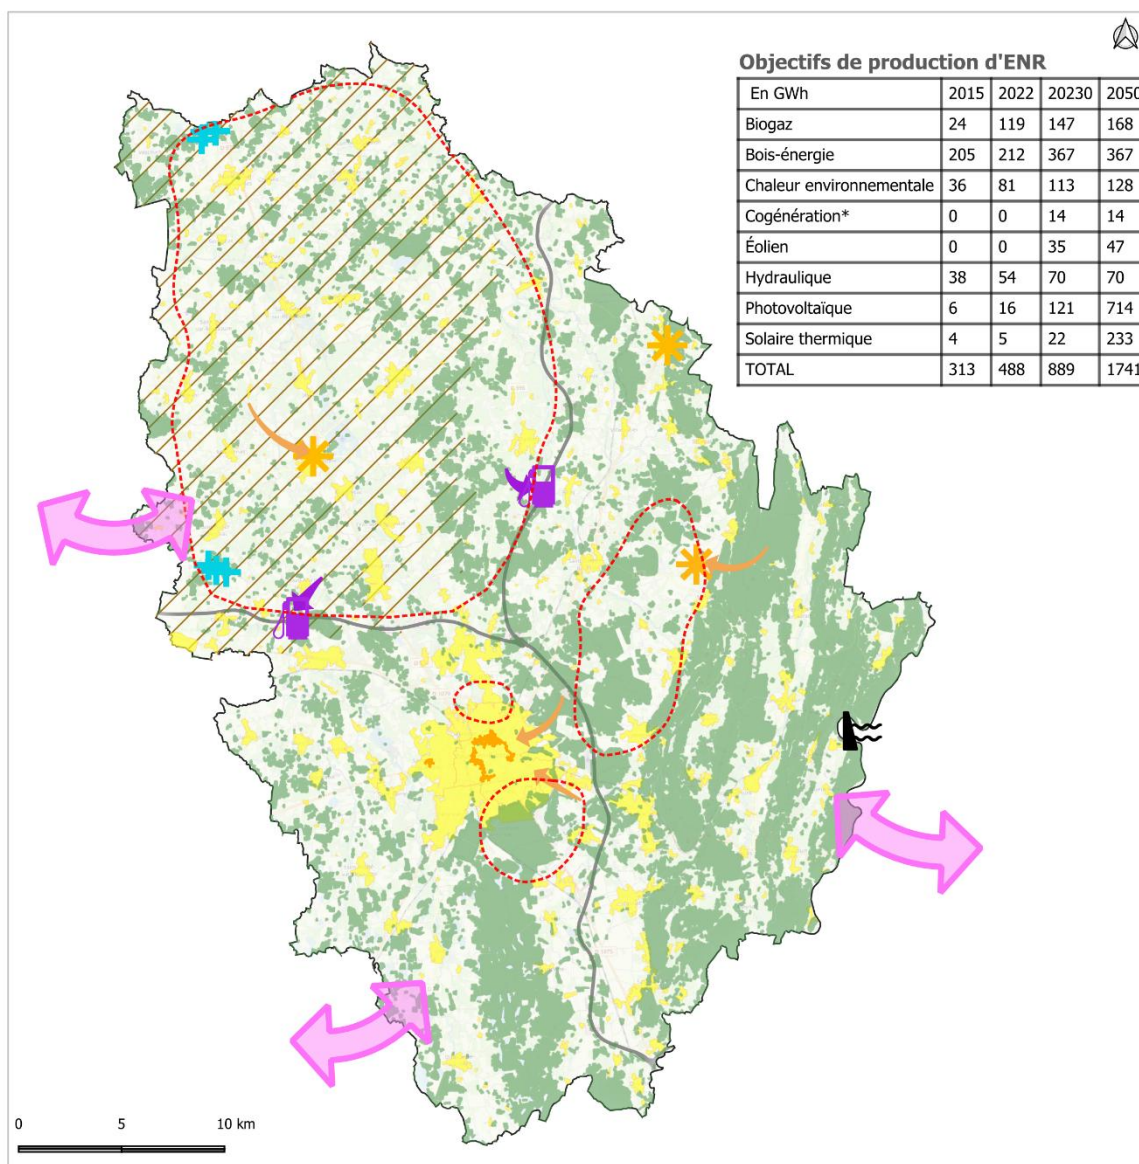 Objectifs de production d'ENR
En GWh 2015 2022 20230 2050
Biogaz 24 119 147 168
Bois-énergie 205 212 367 367
Chaleur environnementale 36 81 113 128
Cogénération* 0 0 14 14
Éolien 0 0 35 47
Hydraulique 38 54 70 70
Photovoltaïque 6 16 121 714
Solaire thermique 4 5 22 233
TOTAL 313 488 889 1741
0 5 10 km